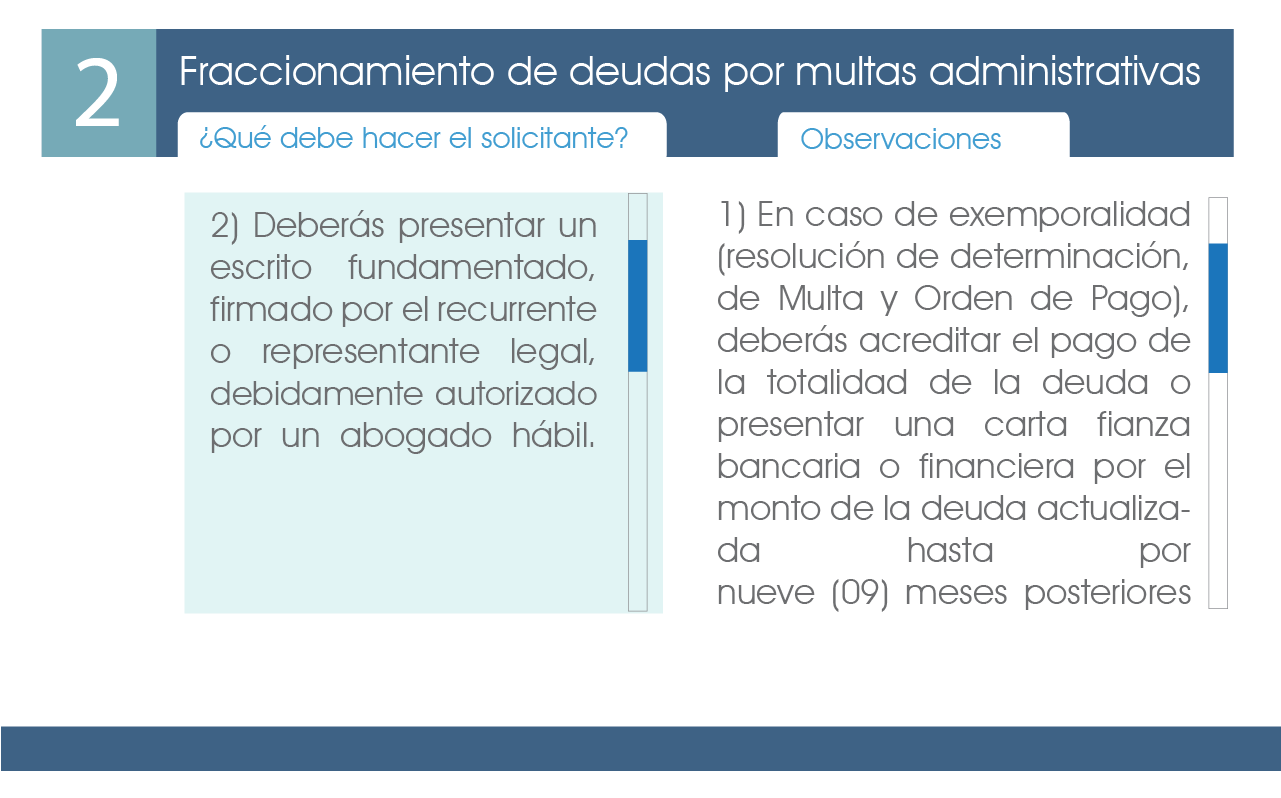 2
Fraccionamiento de deudas por multas administrativas
¿Qué debe hacer el solicitante?
Observaciones
2) Deberás presentar un
escrito fundamentado,
firmado por el recurrente
o representante legal,
debidamente autorizado
por un abogado hábil.
1) En caso de exemporalidad
(resolución de determinación,
de Multa y Orden de Pago),
deberás acreditar el pago de
la totalidad de la deuda o
presentar una carta fianza
bancaria o financiera por el
monto de la deuda actualiza-
da hasta por
nueve (09) meses posteriores